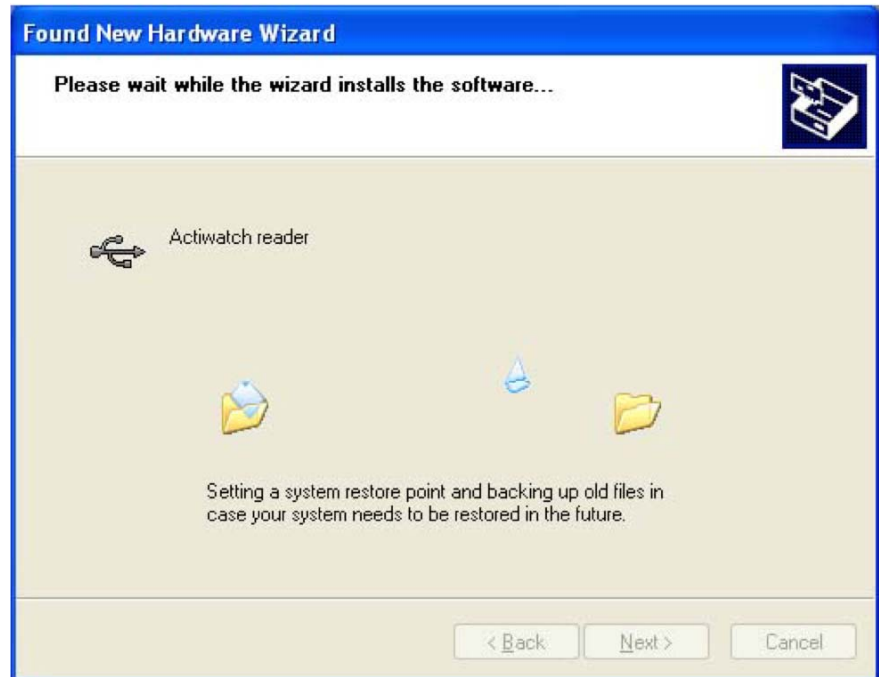 Found New Hardware Wizard
Please wait while the wizard installs the software...
Actiwatch reader
Setting a system restore point and backing up old files in
case your system needs to be restored in the future.
< Back Next > Cancel